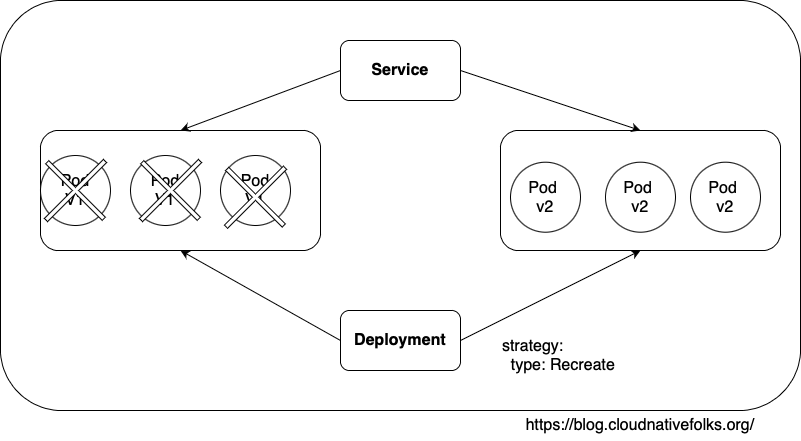 Service
Pod
V1
Pod
V1
Pod
Pod
v2
Pod
v2
Pod
v2
Deployment
strategy:
type: Recreate
https://blog.cloudnativefolks.org/